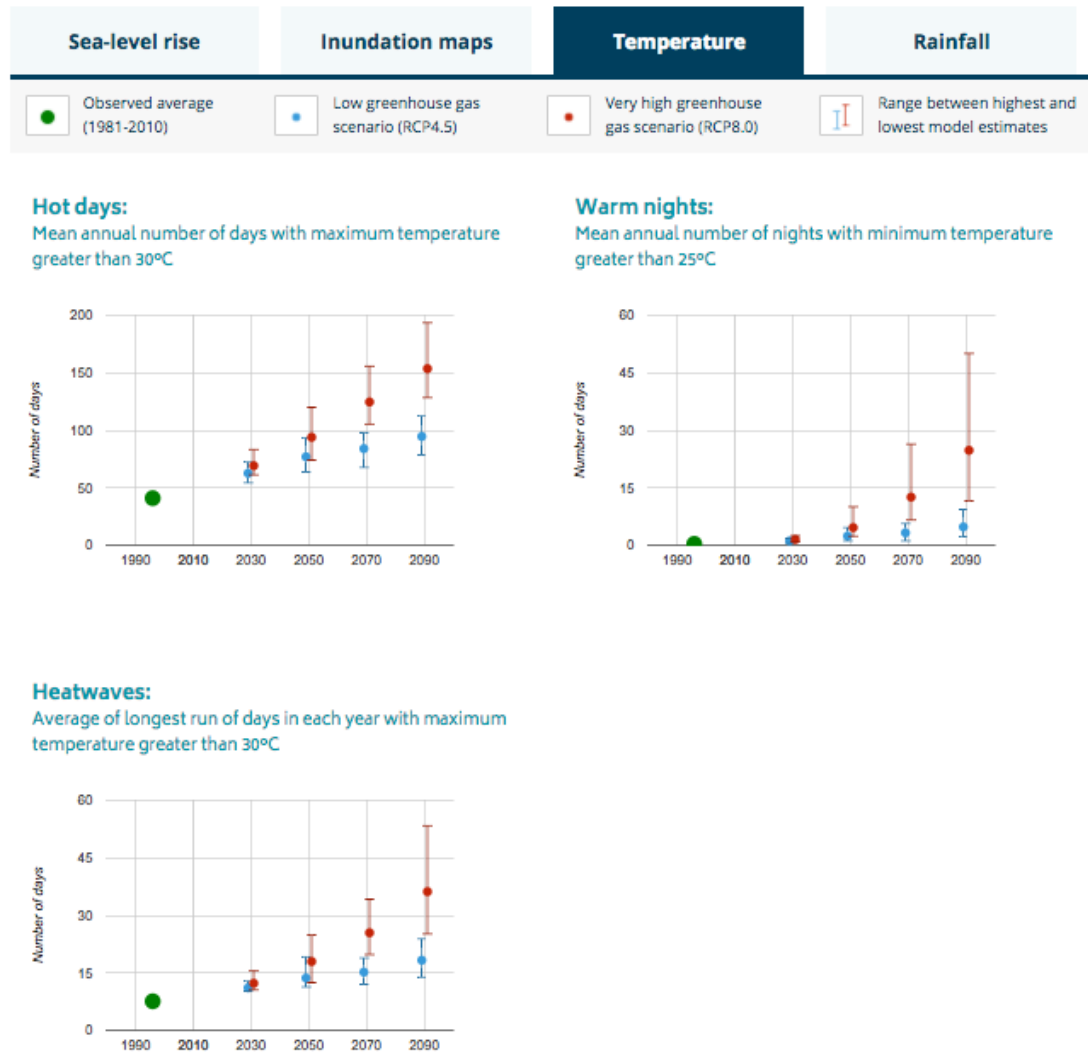 Sea-level rise
Inundation maps
Temperature
Rainfall
Observed average
(1981-2010)
Low greenhouse gas
scenario (RCP4.5)
Very high greenhouse
gas scenario (RCP8.0)
Range between highest and
lowest model estimates
Hot days:
Mean annual number of days with maximum temperature
greater than 30ºC
Number of days
200
150
100
50
0
1990 2010 2030 2050 2070 2090
Warm nights:
Mean annual number of nights with minimum temperature
greater than 25ºC
Number of days
60
45
30
15
0
1990 2010 2030 2050 2070 2090
Heatwaves:
Average of longest run of days in each year with maximum
temperature greater than 30ºC
Number of days
60
45
30
15
0
1990 2010 2030 2050 2070 2090